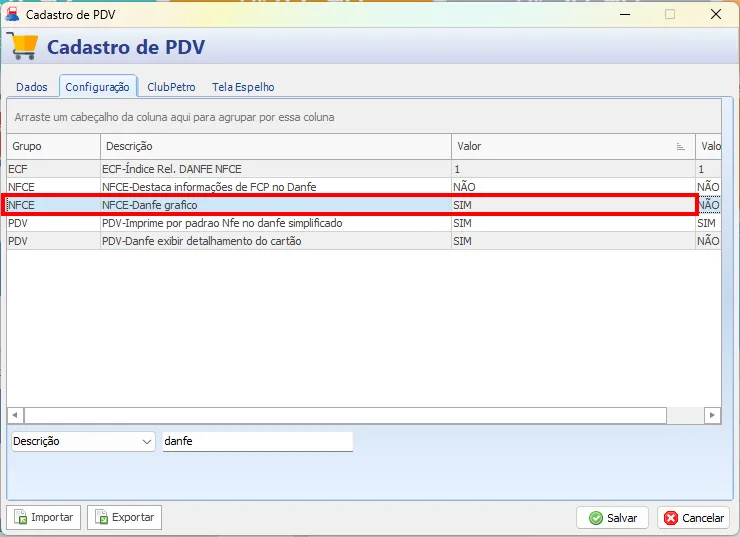 Cadastro de PDV
Cadastro de PDV
Dados Configuração ClubPetro Tela Espelho
Arraste um cabeçalho da coluna aqui para agrupar por essa coluna
Grupo Descrição Valor Valo
ECF ECF-Índice Rel. DANFE NFCE 1 1
NFCE NFCE-Destaca informações de FCP no Danfe NÃO NÃO
NFCE NFCE-Danfe grafico SIM NÃO
PDV PDV-Imprime por padrao Nfe no danfe simplificado SIM SIM
PDV PDV-Danfe exibir detalhamento do cartão SIM NÃO
Descrição danfe
Importar Exportar Salvar Cancelar